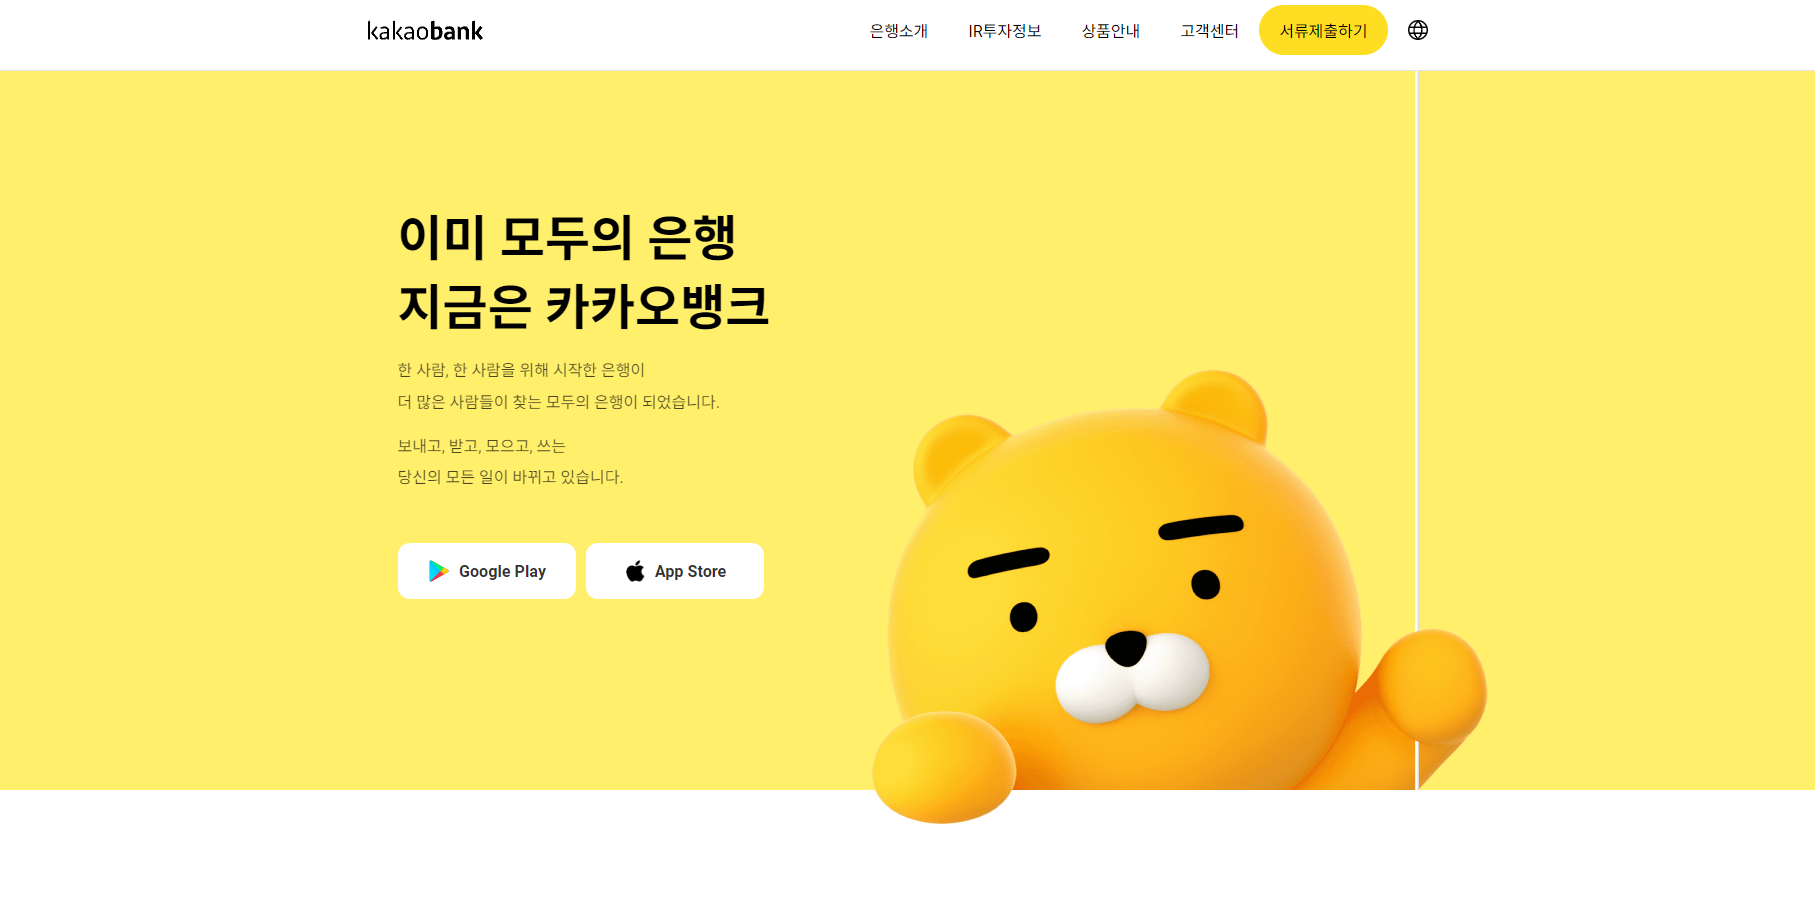 kakaobank
은행소개 IR투자정보 상품안내 고객센터 서류제출하기
이미 모두의 은행
지금은 카카오뱅크
한 사람, 한 사람을 위해 시작한 은행이
더 많은 사람들이 찾는 모두의 은행이 되었습니다.
보내고, 받고, 모으고, 쓰는
당신의 모든 일이 바뀌고 있습니다.
Google Play
App Store